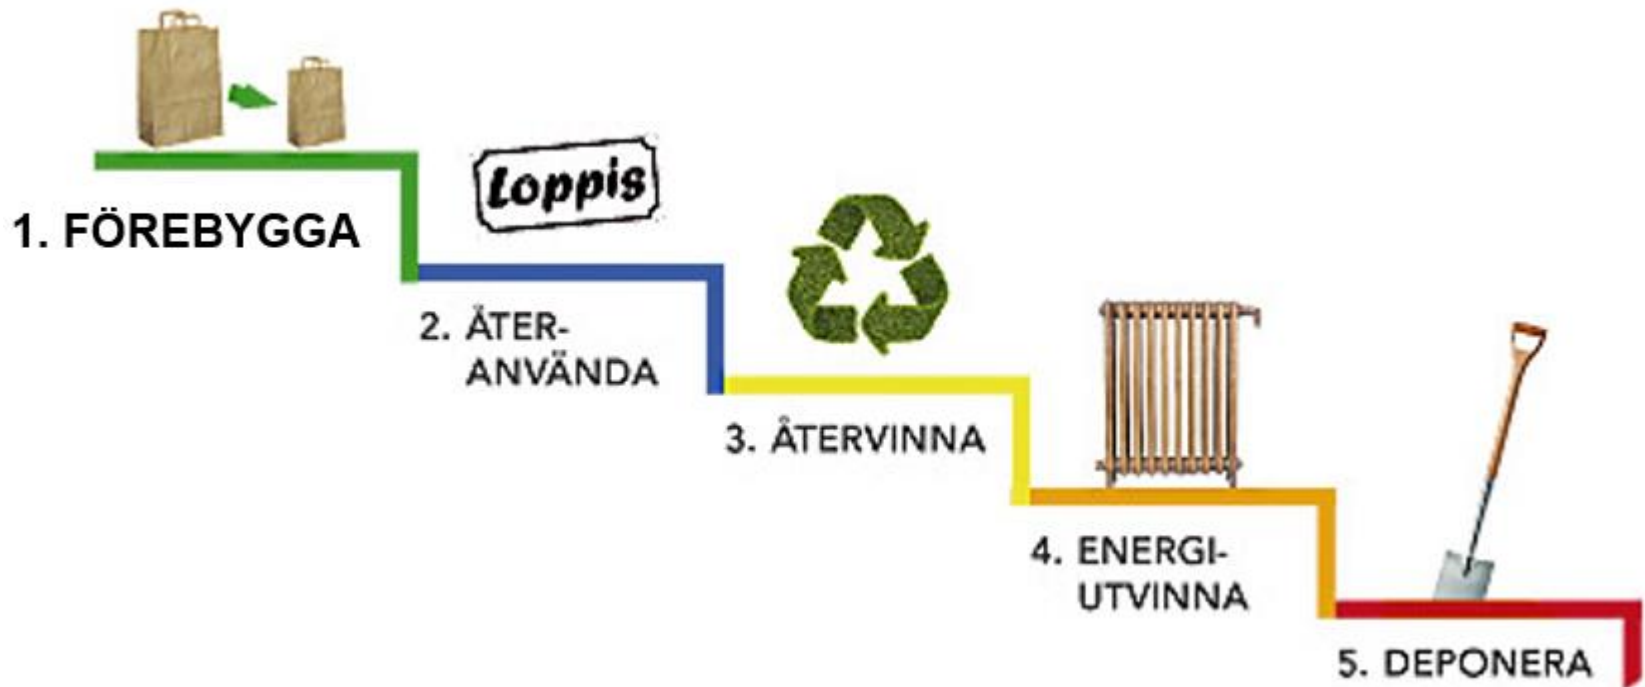 1. FÖREBYGGA
Loppis
2. ÅTER-
ANVÄNDA
3. ÅTERVINNA
4. ENERGI-
UTVINNA
5. DEPONERA